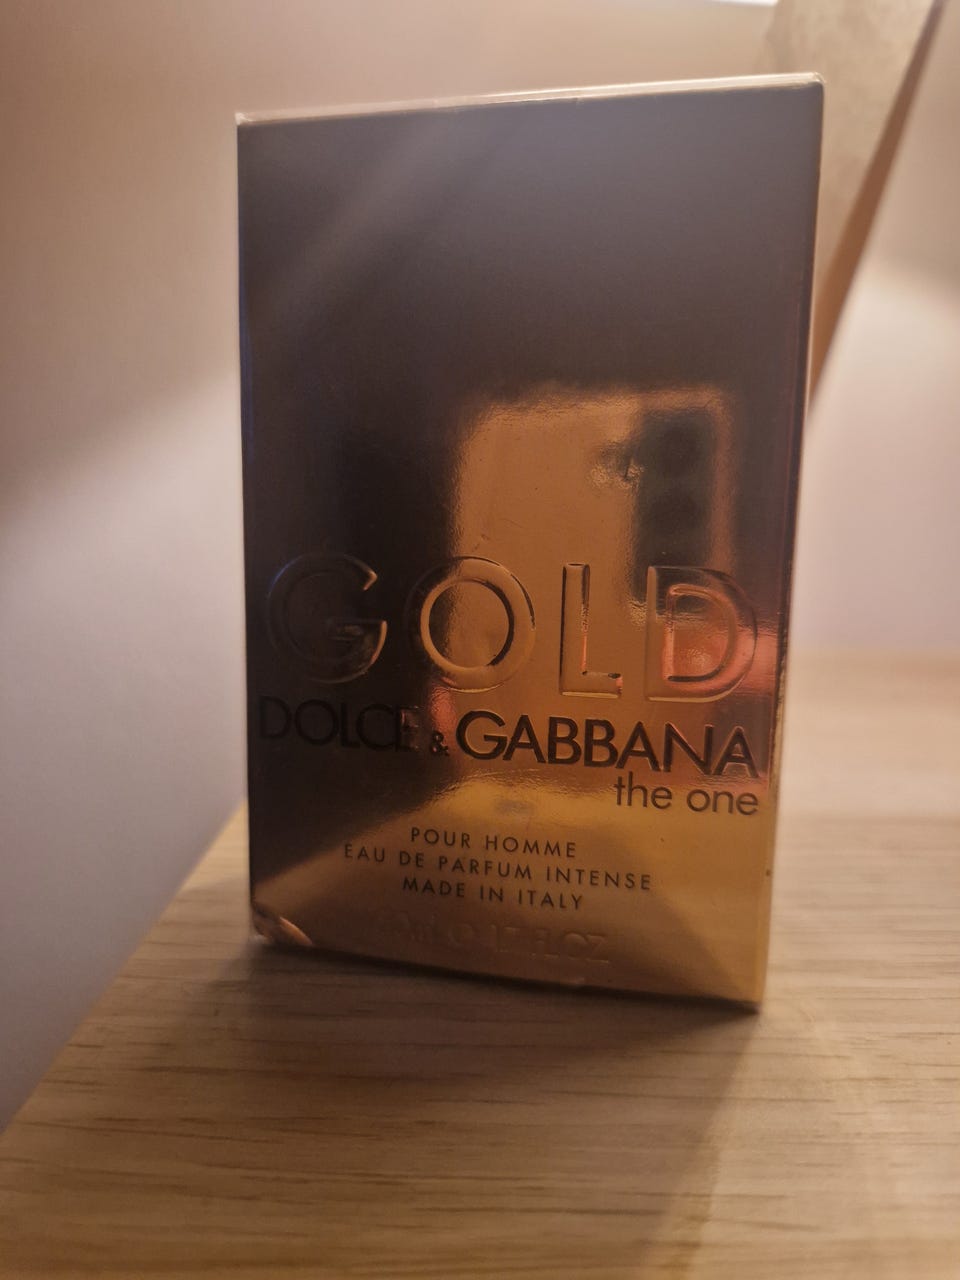 GOLD
DOLCE & GABBANA
the one
POUR HOMME
EAU DE PARFUM INTENSE
MADE IN ITALY